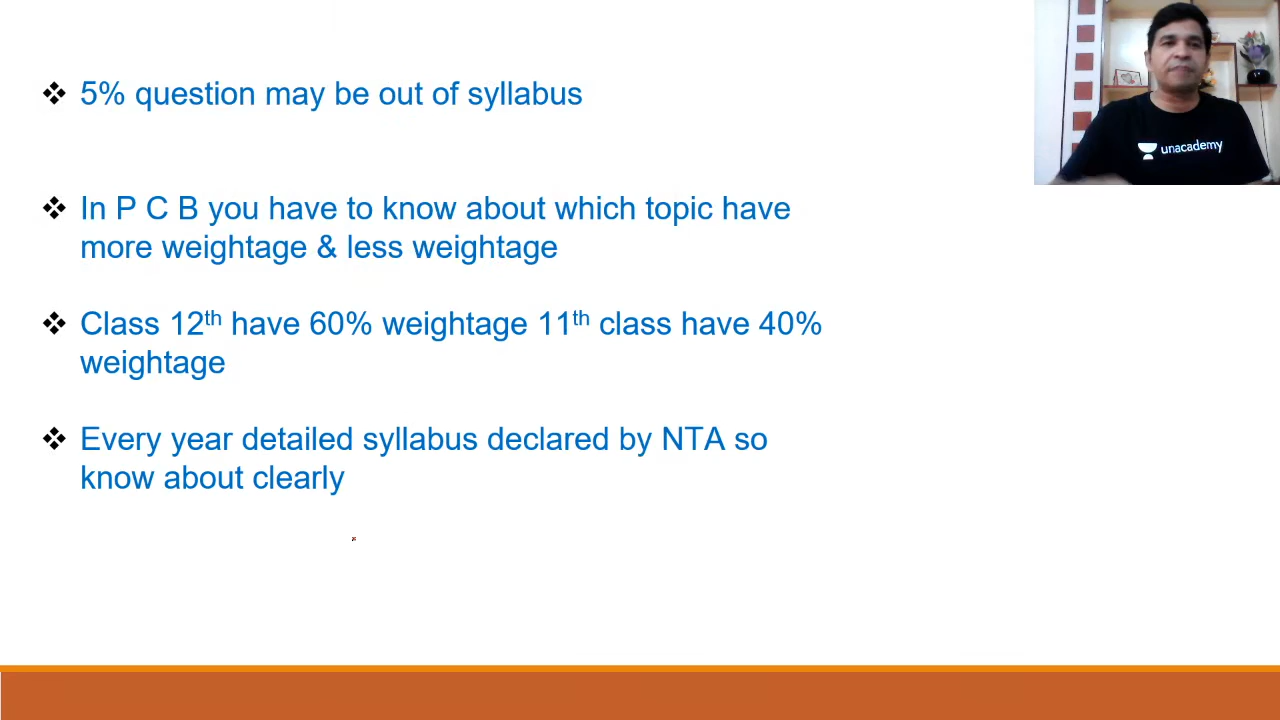 5% question may be out of syllabus
In P C B you have to know about which topic have
more weightage & less weightage
Class 12th have 60% weightage 11th class have 40%
weightage
Every year detailed syllabus declared by NTA so
know about clearly
unacademy